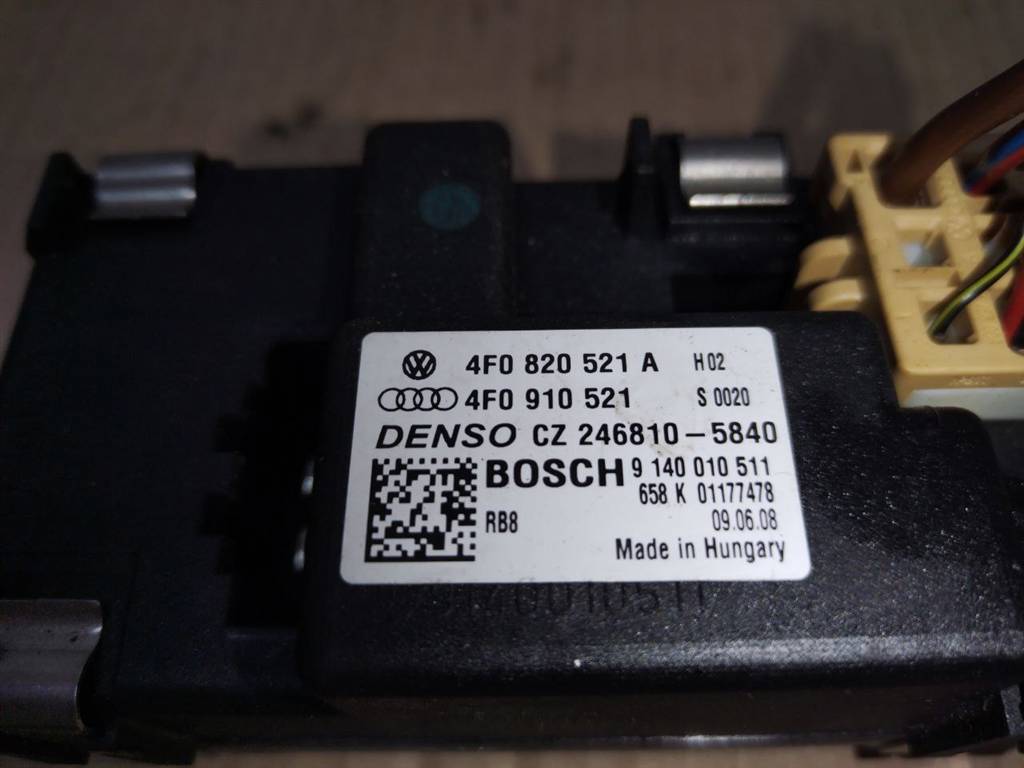 4F0 820 521 A H02
4F0 910 521 S 0020
DENSO CZ 246810-5840
BOSCH 9 140 010 511
658 K 01177478
RB8 09.06.08
Made in Hungary
9140010511